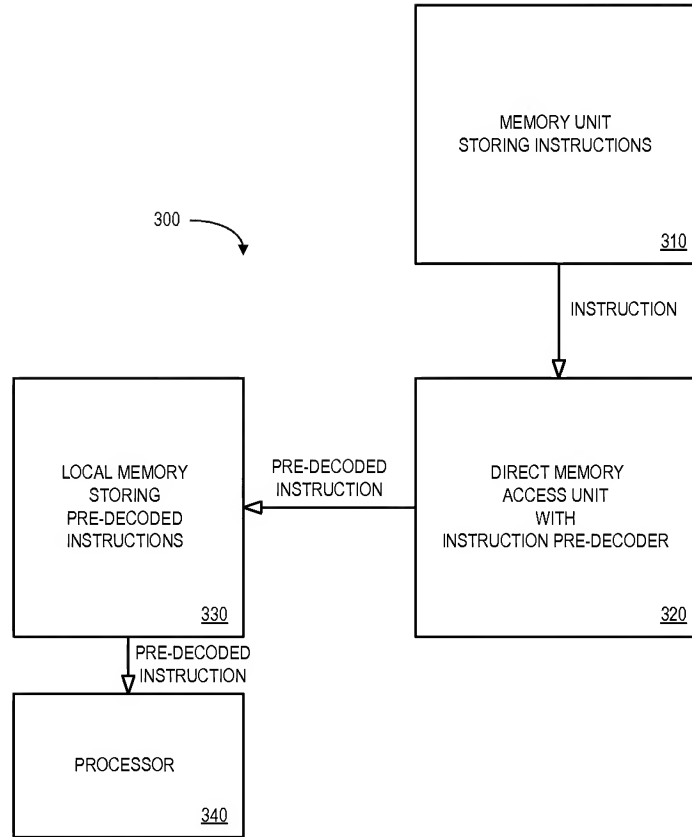 MEMORY UNIT
STORING INSTRUCTIONS
310
300
INSTRUCTION
DIRECT MEMORY
ACCESS UNIT
WITH
INSTRUCTION PRE-DECODER
320
PRE-DECODED
INSTRUCTION
LOCAL MEMORY
STORING
PRE-DECODED
INSTRUCTIONS
330
PRE-DECODED
INSTRUCTION
PROCESSOR
340